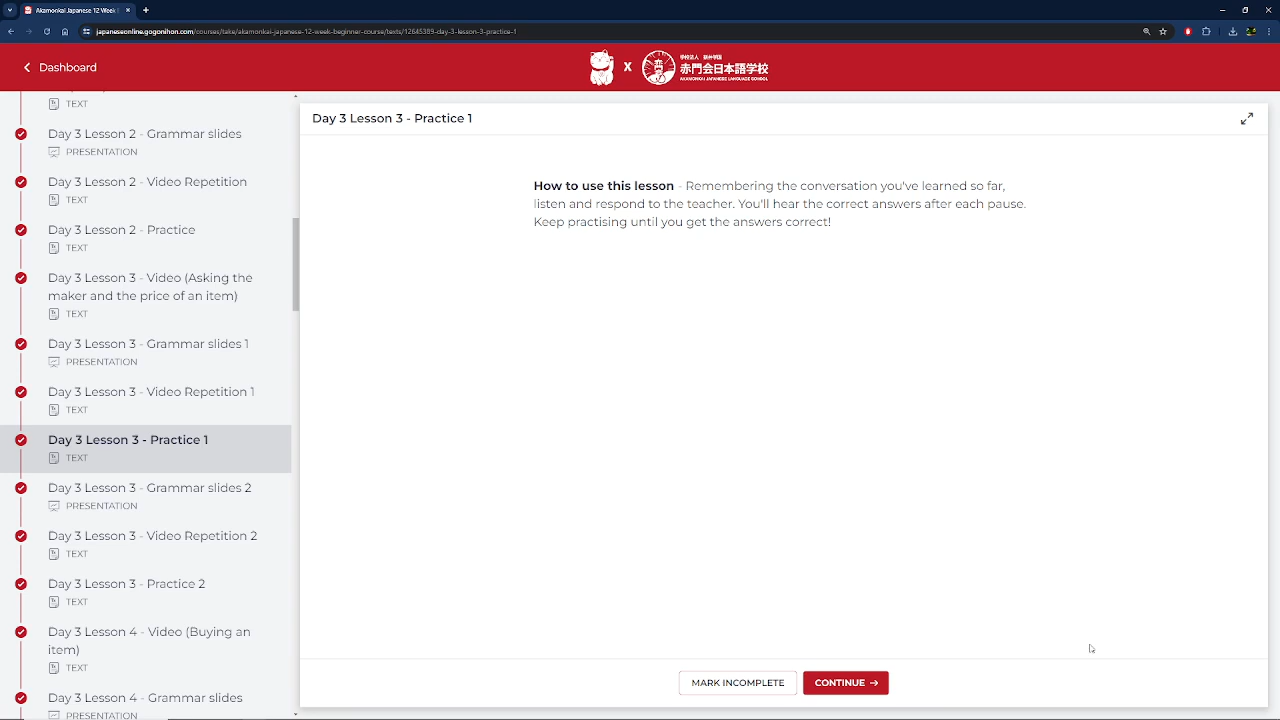 Akamonkai Japanese 12 Week
japaneseonline.gogonihon.com/courses/take/akamonkai-japanese-12-week-beginner-course/texts/12645389-day-3-lesson-3-practice-1
Dashboard
x
学校法人 新井学園
赤門会日本語学校
AKAMONKAI JAPANESE LANGUAGE SCHOOL
TEXT
Day 3 Lesson 2 - Grammar slides
PRESENTATION
Day 3 Lesson 2 - Video Repetition
TEXT
Day 3 Lesson 2 - Practice
TEXT
Day 3 Lesson 3 - Video (Asking the
maker and the price of an item)
TEXT
Day 3 Lesson 3 - Grammar slides 1
PRESENTATION
Day 3 Lesson 3 - Video Repetition 1
TEXT
Day 3 Lesson 3 - Practice 1
TEXT
Day 3 Lesson 3 - Grammar slides 2
PRESENTATION
Day 3 Lesson 3 - Video Repetition 2
TEXT
Day 3 Lesson 3 - Practice 2
TEXT
Day 3 Lesson 4 - Video (Buying an
item)
TEXT
Day 3 Lesson 4 - Grammar slides
PRESENTATION
Day 3 Lesson 3 - Practice 1
How to use this lesson - Remembering the conversation you've learned so far,
listen and respond to the teacher. You'll hear the correct answers after each pause.
Keep practising until you get the answers correct!
MARK INCOMPLETE
CONTINUE →